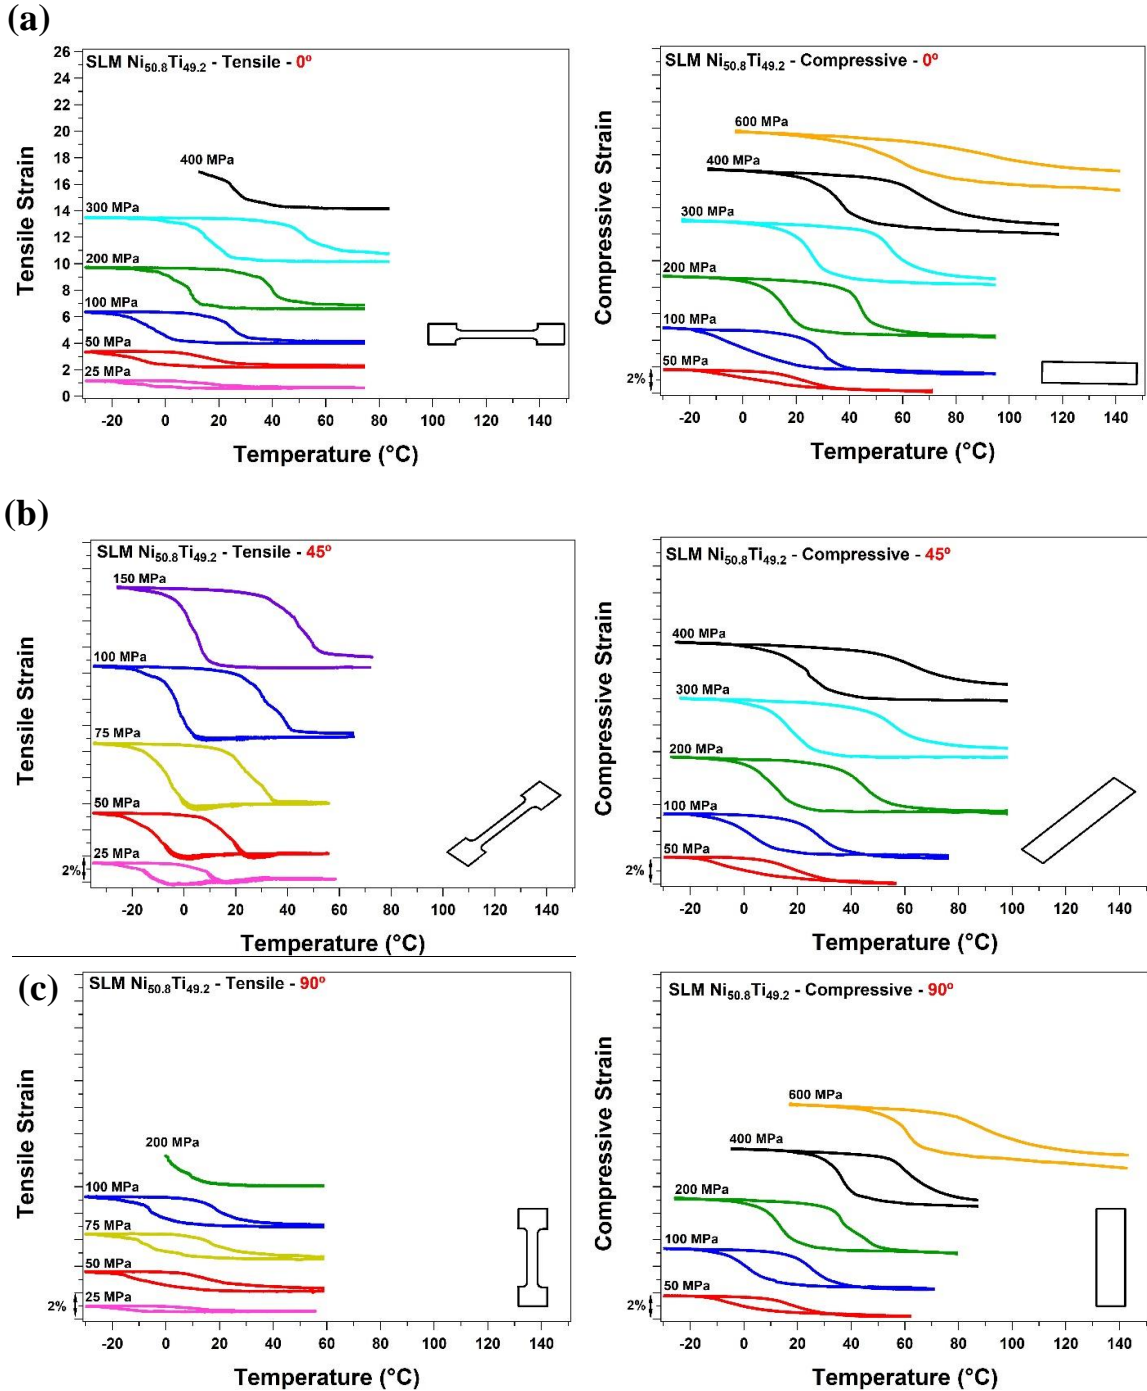 (a)
SLM Ni50.8Ti49.2 - Tensile - 0º
26
24
22
20
18
16
14
12
10
8
6
4
2
0
Tensile Strain
400 MPa
300 MPa
200 MPa
100 MPa
50 MPa
25 MPa
-20 0 20 40 60 80 100 120 140
Temperature (°C)
SLM Ni50.8Ti49.2 - Compressive - 0º
Compressive Strain
600 MPa
400 MPa
300 MPa
200 MPa
100 MPa
50 MPa
2%
-20 0 20 40 60 80 100 120 140
Temperature (°C)
(b)
SLM Ni50.8Ti49.2 - Tensile - 45º
Tensile Strain
150 MPa
100 MPa
75 MPa
50 MPa
25 MPa
2%
-20 0 20 40 60 80 100 120 140
Temperature (°C)
SLM Ni50.8Ti49.2 - Compressive - 45º
Compressive Strain
400 MPa
300 MPa
200 MPa
100 MPa
50 MPa
2%
-20 0 20 40 60 80 100 120 140
Temperature (°C)
(c)
SLM Ni50.8Ti49.2 - Tensile - 90º
Tensile Strain
200 MPa
100 MPa
75 MPa
50 MPa
25 MPa
2%
-20 0 20 40 60 80 100 120 140
Temperature (°C)
SLM Ni50.8Ti49.2 - Compressive - 90º
Compressive Strain
600 MPa
400 MPa
200 MPa
100 MPa
50 MPa
2%
-20 0 20 40 60 80 100 120 140
Temperature (°C)